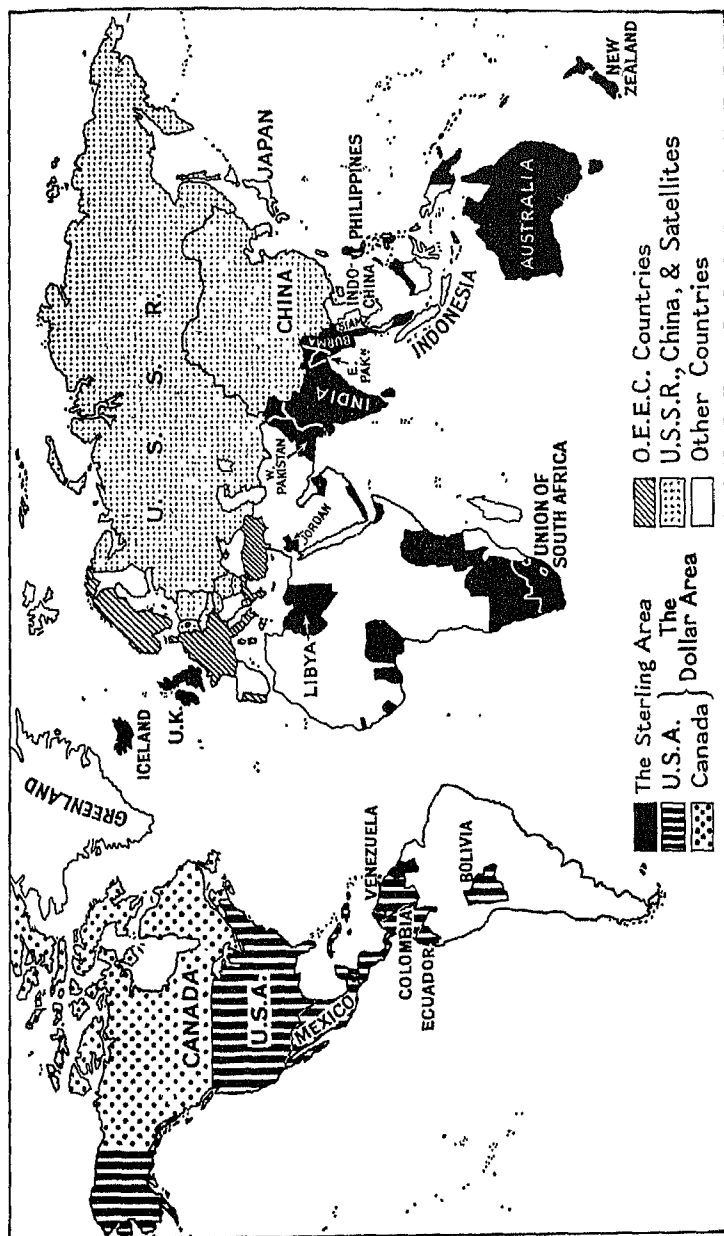 GREENLAND
ICELAND
U.K.
U. S. S. R.
CANADA
U.S.A.
MEXICO
VENEZUELA
COLOMBIA
ECUADOR
BOLIVIA
LIBYA
JORDAN
W.
PAKISTAN
INDIA
E.
PAKN
BURMA
SIAM
INDO-
CHINA
CHINA
JAPAN
PHILIPPINES
INDONESIA
AUSTRALIA
NEW
ZEALAND
UNION OF
SOUTH AFRICA
The Sterling Area
U.S.A. } The
Canada } Dollar Area
O.E.E.C. Countries
U.S.S.R., China, & Satellites
Other Countries